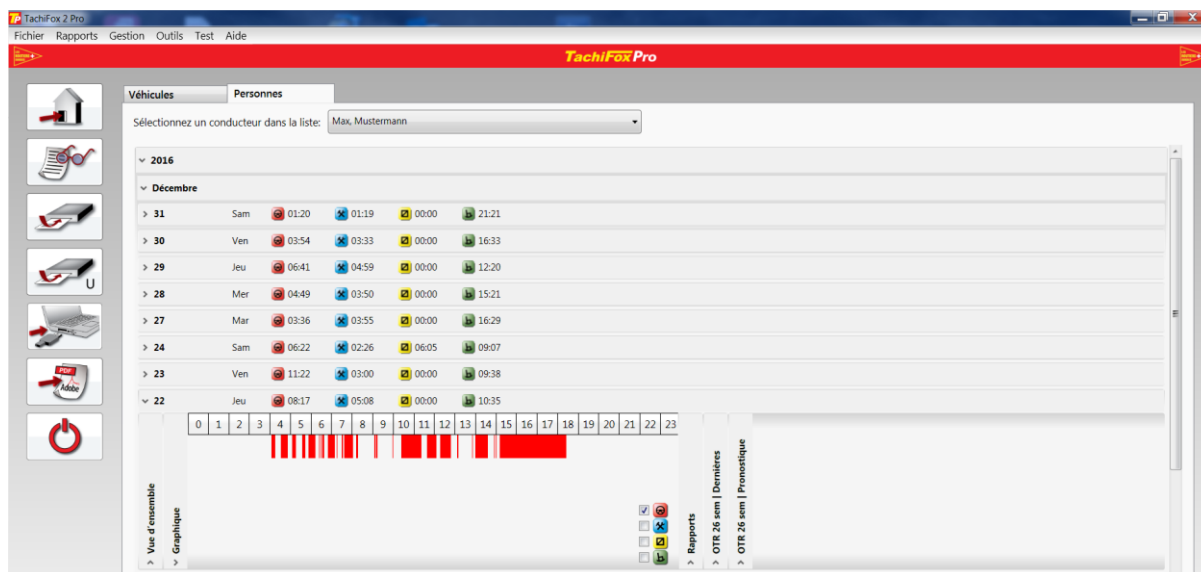 TP TachiFox 2 Pro
Fichier Rapports Gestion Outils Test Aide
TachiFox Pro
Véhicules Personnes
Sélectionnez un conducteur dans la liste: Max, Mustermann
2016
Décembre
31 Sam 01:20 01:19 00:00 21:21
30 Ven 03:54 03:33 00:00 16:33
29 Jeu 06:41 04:59 00:00 12:20
28 Mer 04:49 03:50 00:00 15:21
U
27 Mar 03:36 03:55 00:00 16:29
24 Sam 06:22 02:26 06:05 09:07
PDF
Adobe
23 Ven 11:22 03:00 00:00 09:38
22 Jeu 08:17 05:08 00:00 10:35
0 1 2 3 4 5 6 7 8 9 10 11 12 13 14 15 16 17 18 19 20 21 22 23
Vue d'ensemble
Graphique
Rapports
OTR 26 sem | Dernières
OTR 26 sem | Pronostique